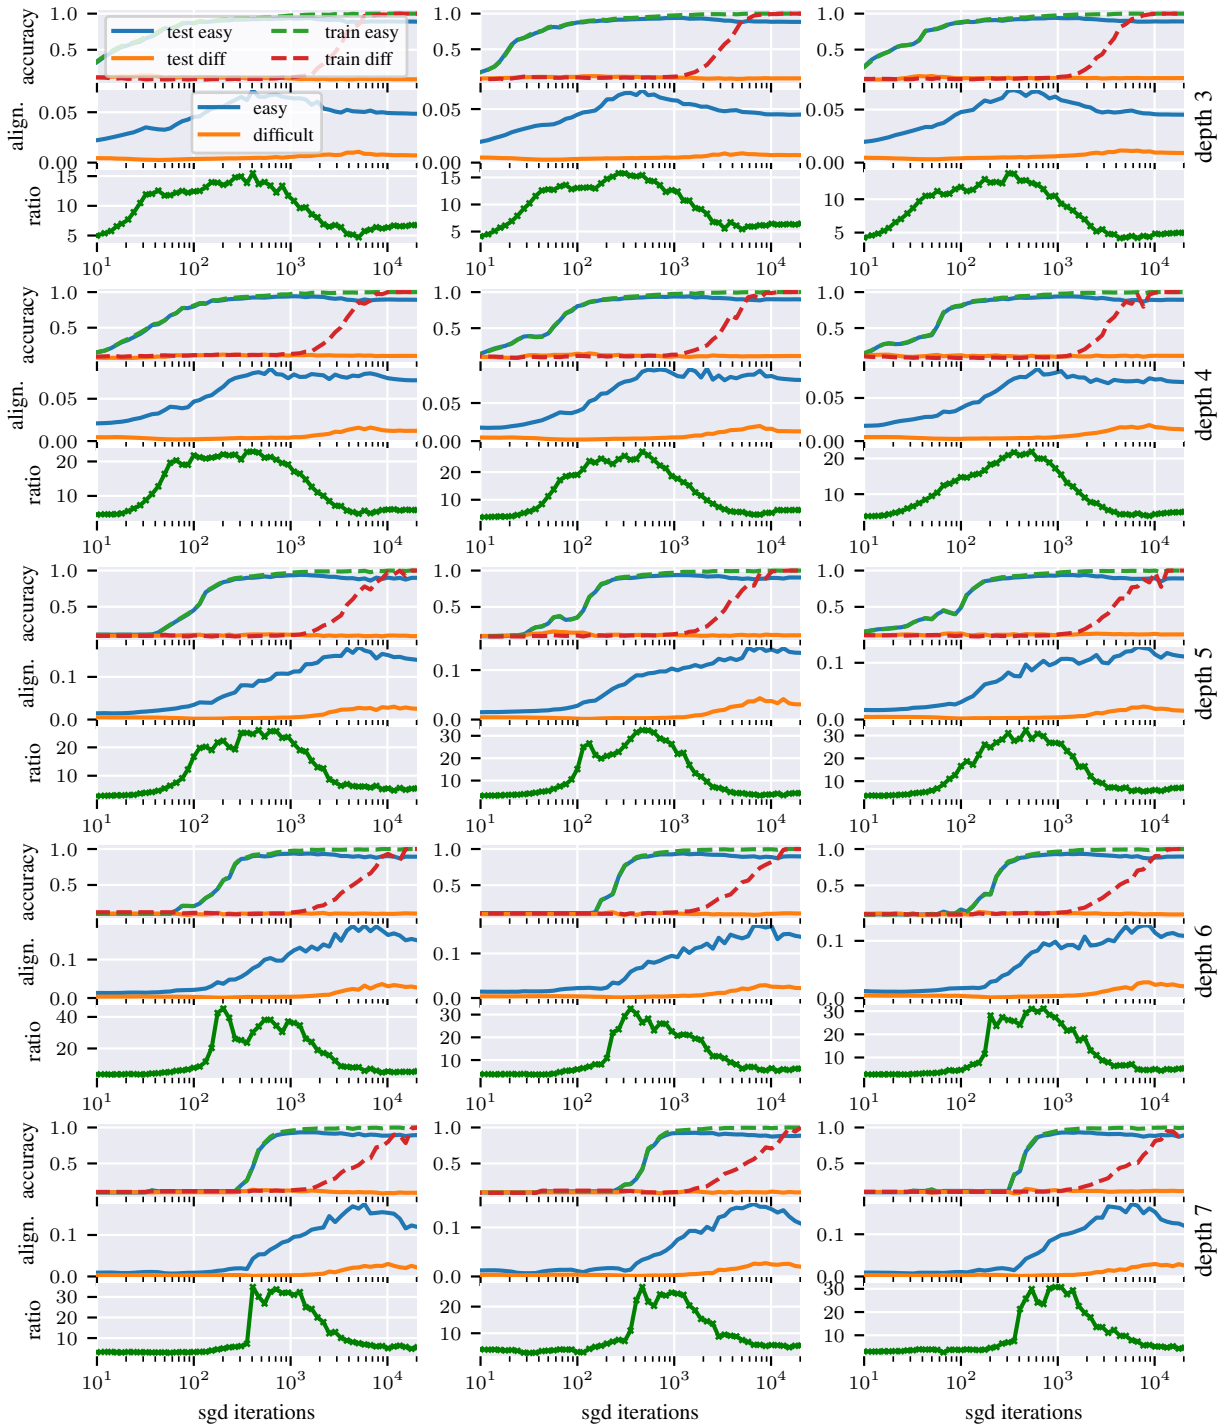 accuracy 1.0 0.5 test easy train easy test diff train diff
align. 0.05 0.00 easy difficult 0.05 0.00 0.05 0.00 depth 3
ratio 15 10 5 15 10 5 10 5
10¹ 10² 10³ 10⁴ 10¹ 10² 10³ 10⁴ 10¹ 10² 10³ 10⁴
accuracy 1.0 0.5 1.0 0.5 1.0 0.5
align. 0.05 0.00 0.05 0.00 0.05 0.00 depth 4
ratio 20 10 20 10 20 10
10¹ 10² 10³ 10⁴ 10¹ 10² 10³ 10⁴ 10¹ 10² 10³ 10⁴
accuracy 1.0 0.5 1.0 0.5 1.0 0.5
align. 0.1 0.0 0.1 0.0 0.1 0.0 depth 5
ratio 20 10 30 20 10 30 20 10
10¹ 10² 10³ 10⁴ 10¹ 10² 10³ 10⁴ 10¹ 10² 10³ 10⁴
accuracy 1.0 0.5 1.0 0.5 1.0 0.5
align. 0.1 0.0 0.1 0.0 0.1 0.0 depth 6
ratio 40 20 30 20 10 30 20 10
10¹ 10² 10³ 10⁴ 10¹ 10² 10³ 10⁴ 10¹ 10² 10³ 10⁴
accuracy 1.0 0.5 1.0 0.5 1.0 0.5
align. 0.1 0.0 0.1 0.0 0.1 0.0 depth 7
ratio 30 20 10 20 10 30 20 10
10¹ 10² 10³ 10⁴ 10¹ 10² 10³ 10⁴ 10¹ 10² 10³ 10⁴
sgd iterations sgd iterations sgd iterations